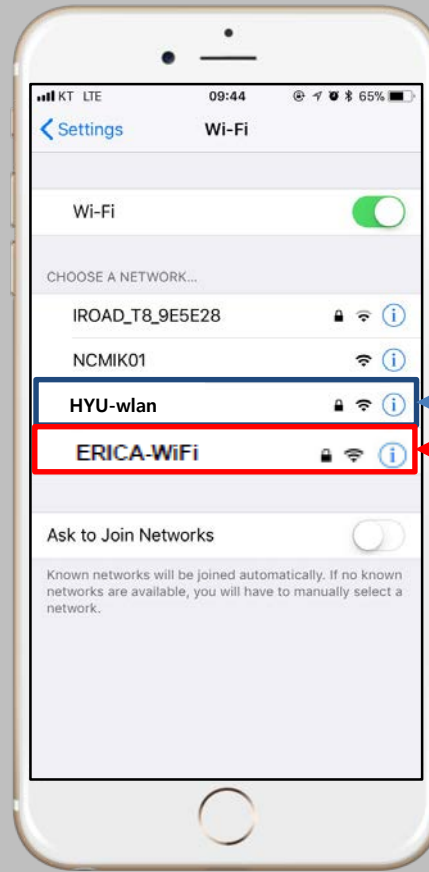 KT LTE 09:44 65%
Settings Wi-Fi
Wi-Fi
CHOOSE A NETWORK...
IROAD_T8_9E5E28
NCMIK01
HYU-wlan
ERICA-WiFi
Ask to Join Networks
Known networks will be joined automatically. If no known
networks are available, you will have to manually select a
network.